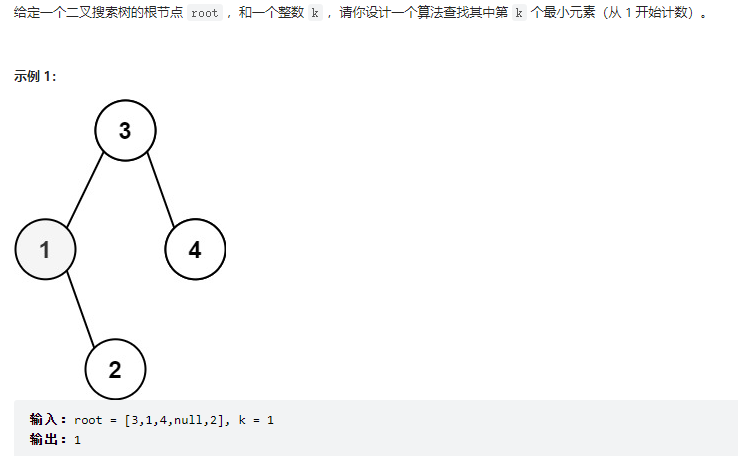 给定一个二叉搜索树的根节点 root ，和一个整数 k ，请你设计一个算法查找其中第 k 个最小元素（从 1 开始计数）。
示例 1：
3
1
4
2
输入：root = [3,1,4,null,2], k = 1
输出：1